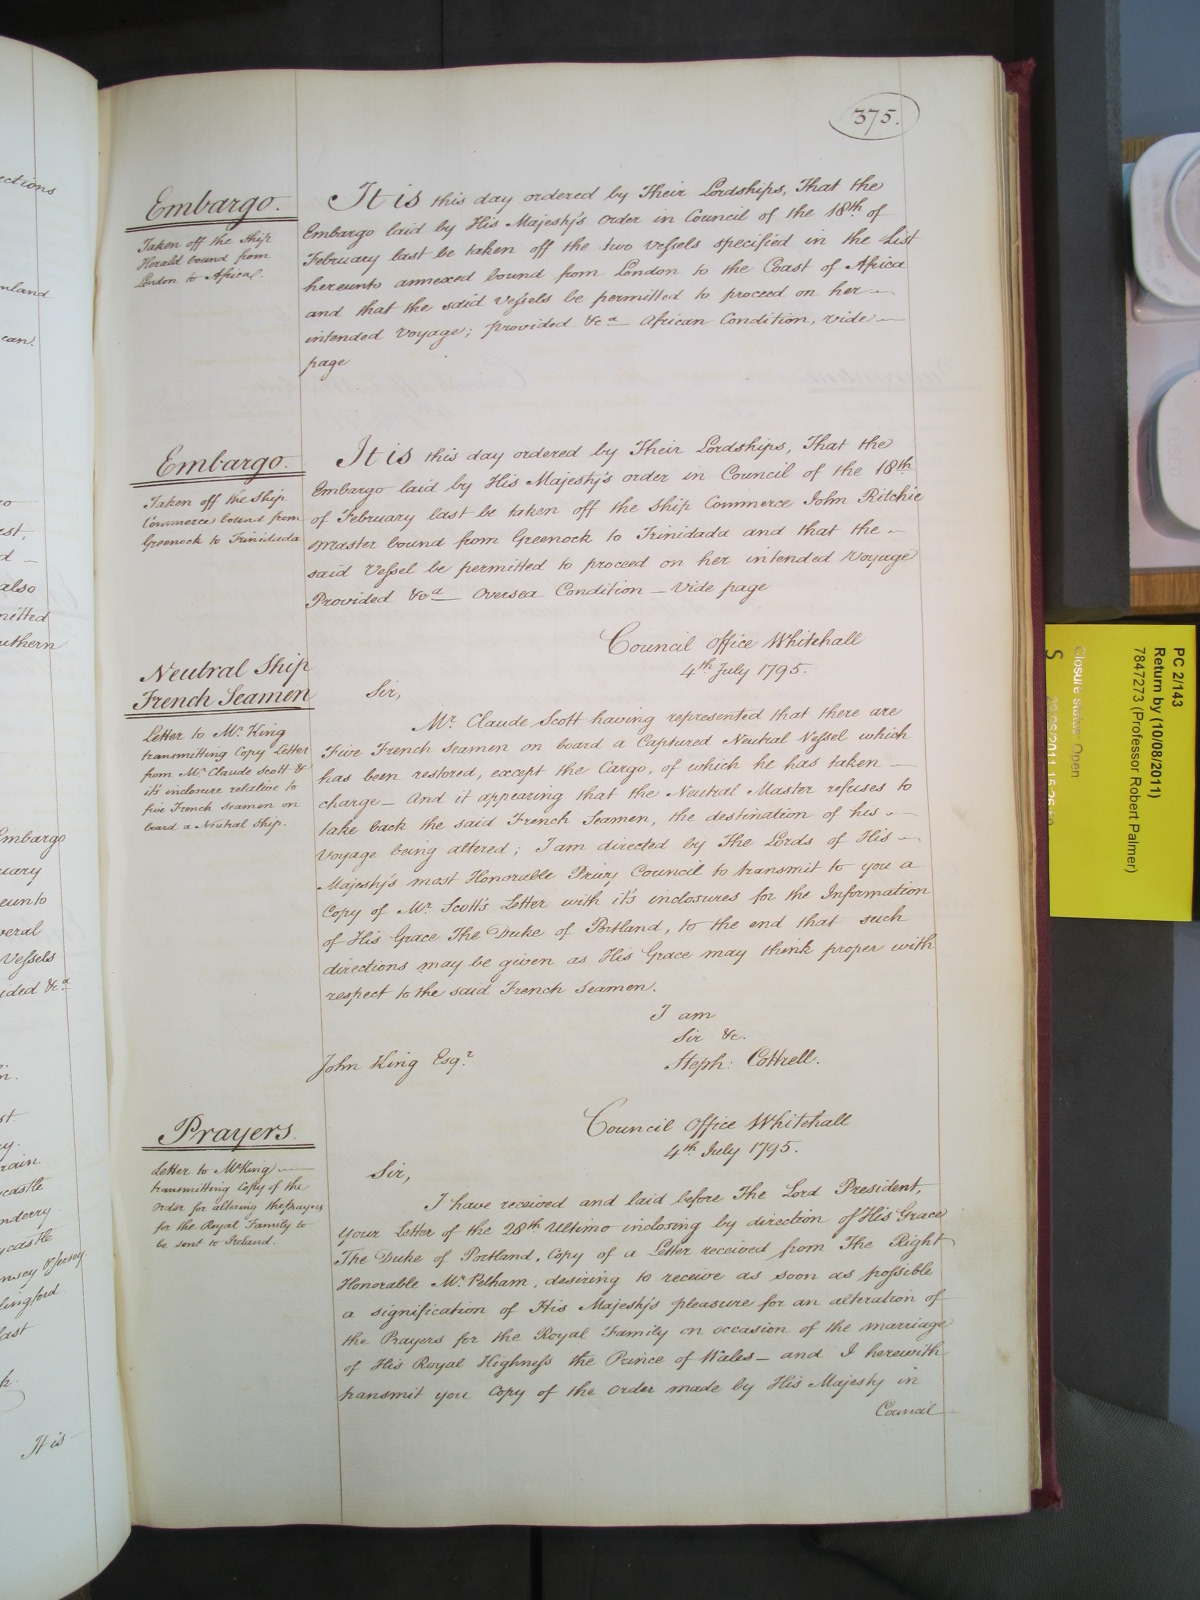 375.
Embargo.
Taken off the Ship
Herald bound from
London to Africa.
It is this day ordered by Their Lordships, That the
Embargo laid by His Majesty's order in Council of the 18th of
February last be taken off the two Vessels specified in the List
hereunto annexed bound from London to the Coast of Africa
and that the said Vessels be permitted to proceed on her
intended Voyage; provided &ca African Condition, vide
page
Embargo.
Taken off the Ship
Commerce bound from
Greenock to Trinidada
It is this day ordered by Their Lordships, That the
Embargo laid by His Majesty's order in Council of the 18th
of February last be taken off the Ship Commerce John Ritchie
Master bound from Greenock to Trinidada and that the
said Vessel be permitted to proceed on her intended Voyage
Provided &ca Oversea Condition - Vide page
Council Office Whitehall
4th July 1795.
Neutral Ship
French Seamen
Letter to Mr. King
transmitting Copy Letter
from Mr. Claude Scott &
it's inclosure relative to
five French Seamen on
board a Neutral Ship.
Sir,
Mr. Claude Scott having represented that there are
Five French Seamen on board a Captured Neutral Vessel which
has been restored, except the Cargo, of which he has taken
charge - And it appearing that the Neutral Master refuses to
take back the said French Seamen, the destination of his
Voyage being altered; I am directed by The Lords of His
Majesty's most Honorable Privy Council to transmit to you a
Copy of Mr. Scott's Letter with it's inclosures for the Information
of His Grace The Duke of Portland, to the end that such
directions may be given as His Grace may think proper with
respect to the said French Seamen.
I am
Sir &c.
Steph: Cottrell.
John King Esqr.
Council Office Whitehall
4th July 1795.
Prayers.
Letter to Mr King
transmitting Copy of the
Order for altering the Prayers
for the Royal Family to
be sent to Ireland.
Sir,
I have received and laid before The Lord President,
Your Letter of the 28th Ultimo inclosing by direction of His Grace
The Duke of Portland, Copy of a Letter received from The Right
Honorable Mr. Pelham, desiring to receive as soon as possible
a signification of His Majesty's pleasure for an alteration of
the Prayers for the Royal Family on occasion of the marriage
of His Royal Highness the Prince of Wales - and I herewith
transmit you Copy of the Order made by His Majesty in
Council
It is
PC 2/143
Return by (10/08/2011)
7847273 (Professor Robert Palmer)
Closure status: Open
S